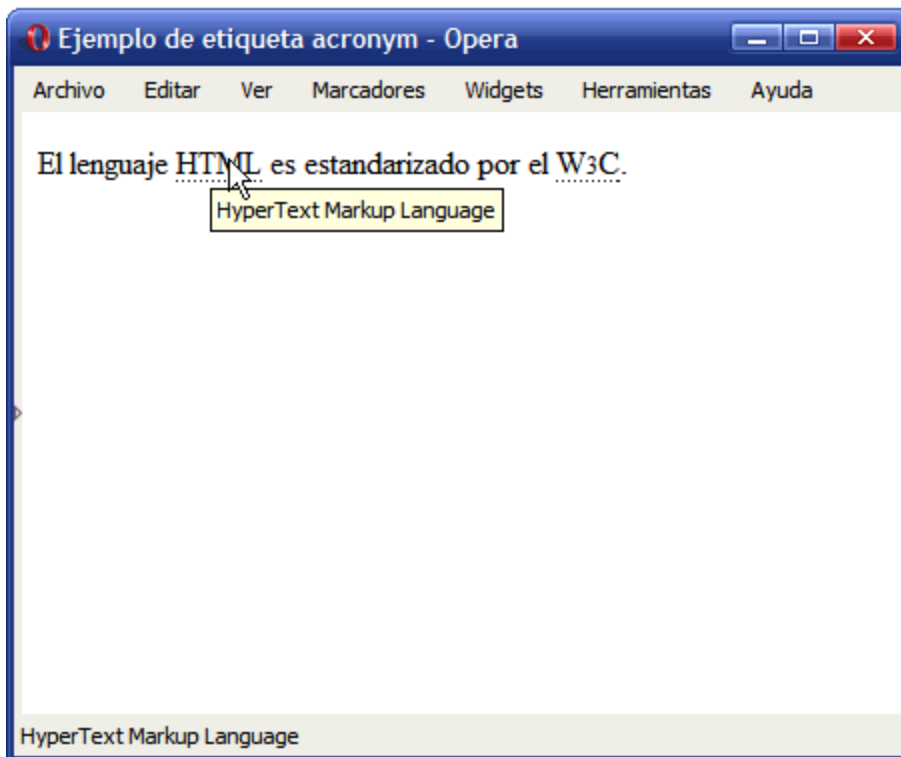 Ejemplo de etiqueta acronym - Opera
Archivo Editar Ver Marcadores Widgets Herramientas Ayuda
El lenguaje HTML es estandarizado por el W3C.
HyperText Markup Language
HyperText Markup Language